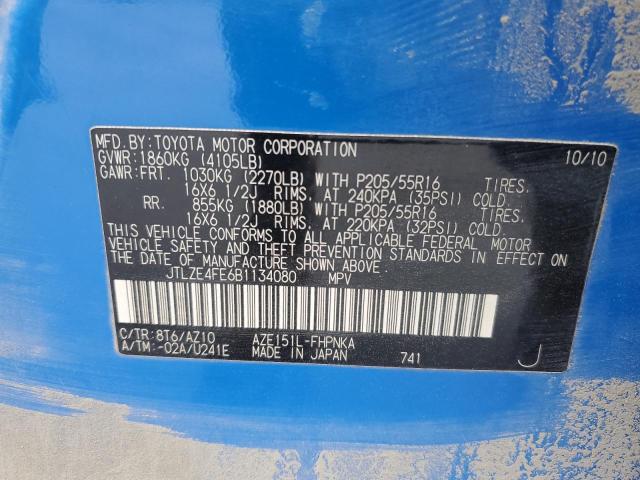 MFD. BY: TOYOTA MOTOR CORPORATION 10/10
GVWR: 1860KG (4105LB)
GAWR: FRT. 1030KG (2270LB) WITH P205/55R16 TIRES.
16X6 1/2J RIMS, AT 240KPA (35PSI) COLD.
RR. 855KG (1880LB) WITH P205/55R16 TIRES.
16X6 1/2J RIMS, AT 220KPA (32PSI) COLD.
THIS VEHICLE CONFORMS TO ALL APPLICABLE FEDERAL MOTOR
VEHICLE SAFETY AND THEFT PREVENTION STANDARDS IN EFFECT
ON THE DATE OF MANUFACTURE SHOWN ABOVE.
JTLZE4FE6B1134080 MPV
C/TR: 8T6/AZ10 AZE151L-FHPNKA
A/TM: -02A/U241E MADE IN JAPAN 741 J